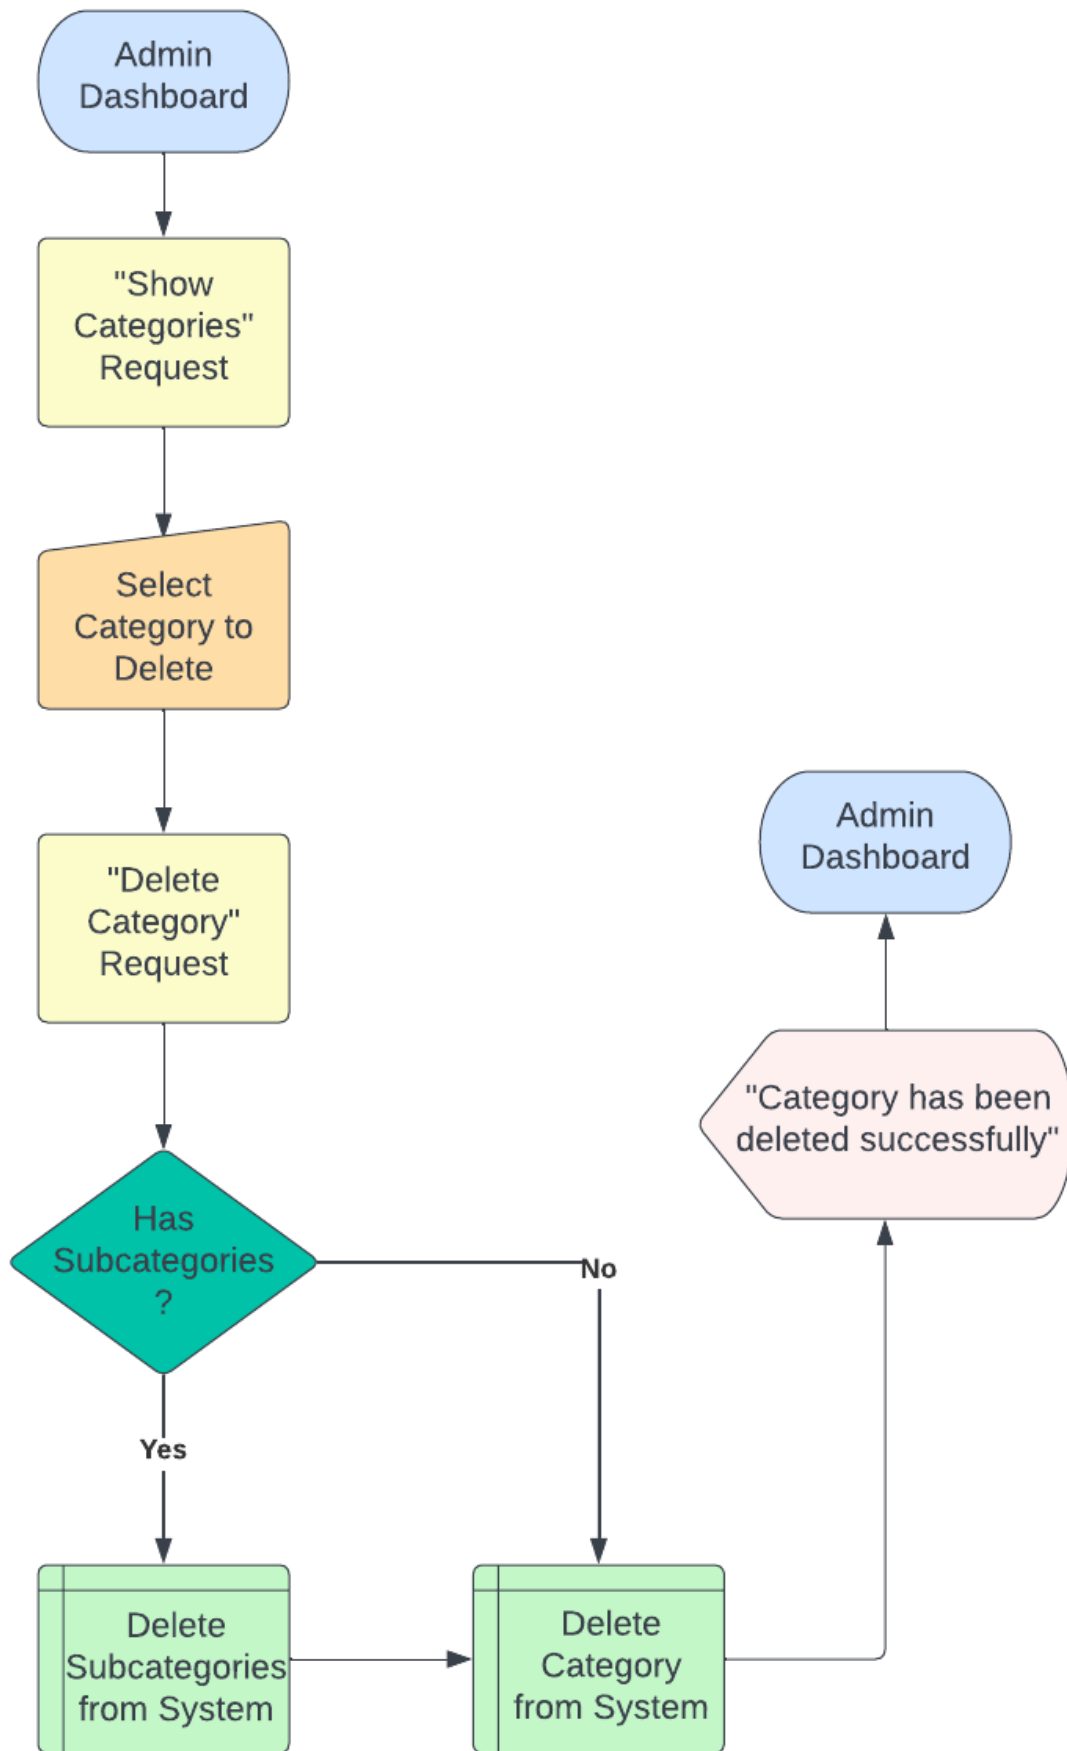 Admin
Dashboard
"Show
Categories"
Request
Select
Category to
Delete
"Delete
Category"
Request
Has
Subcategories
?
No
Yes
Delete
Subcategories
from System
Delete
Category
from System
"Category has been
deleted successfully"
Admin
Dashboard